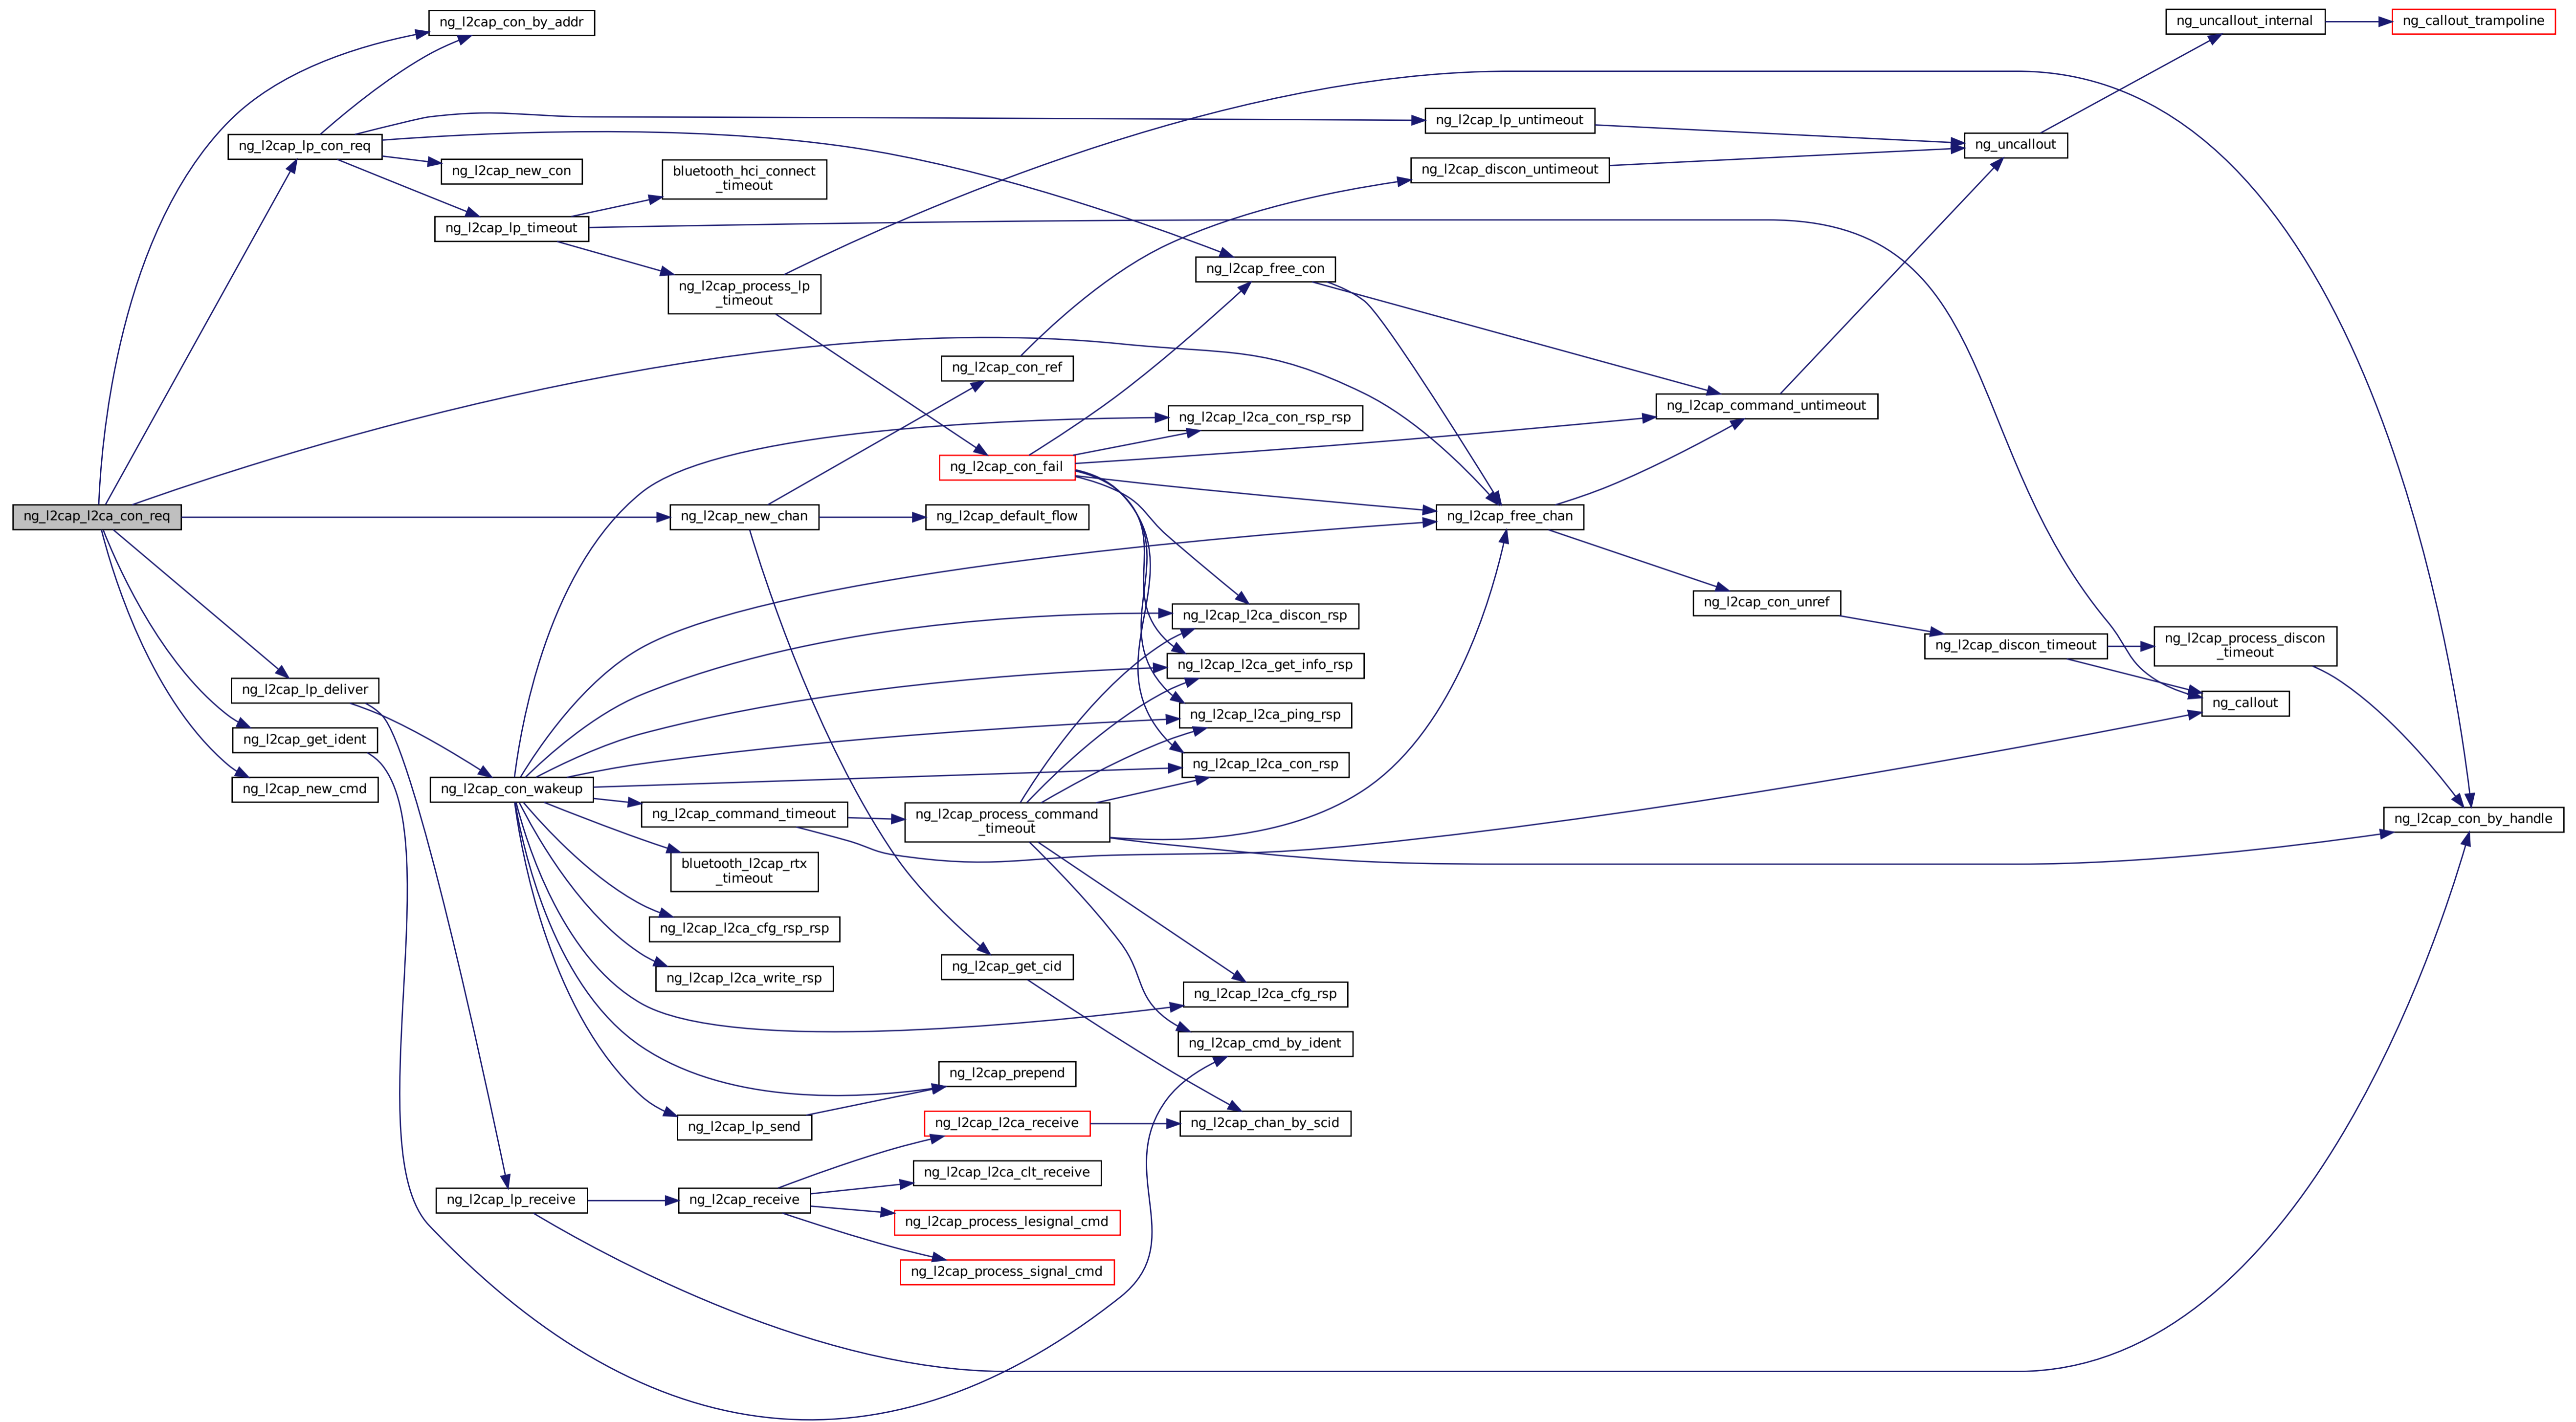 ng_l2cap_con_by_addr
ng_uncallout_internal
ng_callout_trampoline
ng_l2cap_lp_untimeout
ng_l2cap_lp_con_req
ng_uncallout
ng_l2cap_new_con
bluetooth_hci_connect
_timeout
ng_l2cap_discon_untimeout
ng_l2cap_lp_timeout
ng_l2cap_free_con
ng_l2cap_process_lp
_timeout
ng_l2cap_con_ref
ng_l2cap_command_untimeout
ng_l2cap_l2ca_con_rsp_rsp
ng_l2cap_con_fail
ng_l2cap_l2ca_con_req
ng_l2cap_new_chan
ng_l2cap_default_flow
ng_l2cap_free_chan
ng_l2cap_con_unref
ng_l2cap_l2ca_discon_rsp
ng_l2cap_discon_timeout
ng_l2cap_process_discon
_timeout
ng_l2cap_l2ca_get_info_rsp
ng_l2cap_lp_deliver
ng_callout
ng_l2cap_l2ca_ping_rsp
ng_l2cap_get_ident
ng_l2cap_l2ca_con_rsp
ng_l2cap_new_cmd
ng_l2cap_con_wakeup
ng_l2cap_command_timeout
ng_l2cap_process_command
_timeout
ng_l2cap_con_by_handle
bluetooth_l2cap_rtx
_timeout
ng_l2cap_l2ca_cfg_rsp_rsp
ng_l2cap_get_cid
ng_l2cap_l2ca_write_rsp
ng_l2cap_l2ca_cfg_rsp
ng_l2cap_cmd_by_ident
ng_l2cap_prepend
ng_l2cap_lp_send
ng_l2cap_l2ca_receive
ng_l2cap_chan_by_scid
ng_l2cap_l2ca_clt_receive
ng_l2cap_lp_receive
ng_l2cap_receive
ng_l2cap_process_lesignal_cmd
ng_l2cap_process_signal_cmd